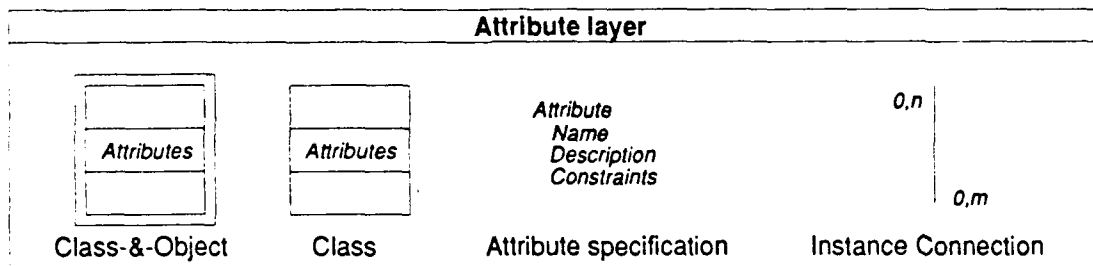 Attribute layer
Attributes
Attributes
Attribute
Name
Description
Constraints
0,n
0,m
Class-&-Object
Class
Attribute specification
Instance Connection